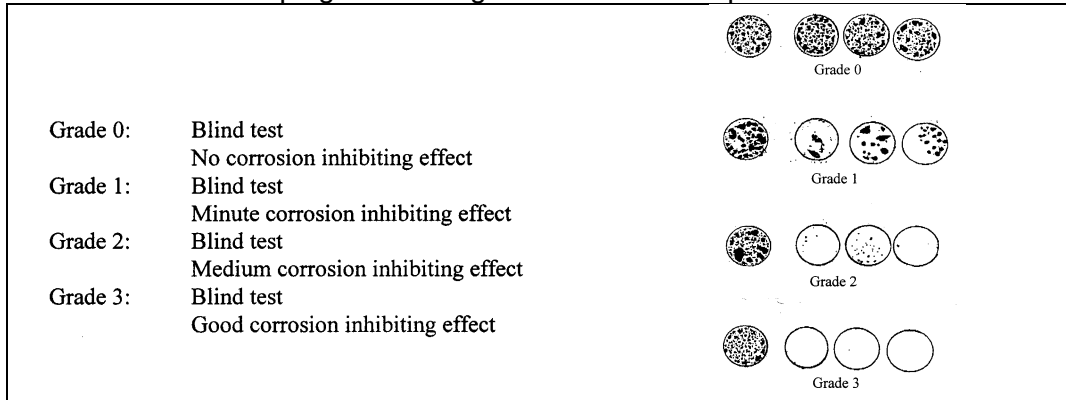 Grade 0: Blind test
No corrosion inhibiting effect
Grade 1: Blind test
Minute corrosion inhibiting effect
Grade 2: Blind test
Medium corrosion inhibiting effect
Grade 3: Blind test
Good corrosion inhibiting effect
Grade 0
Grade 1
Grade 2
Grade 3